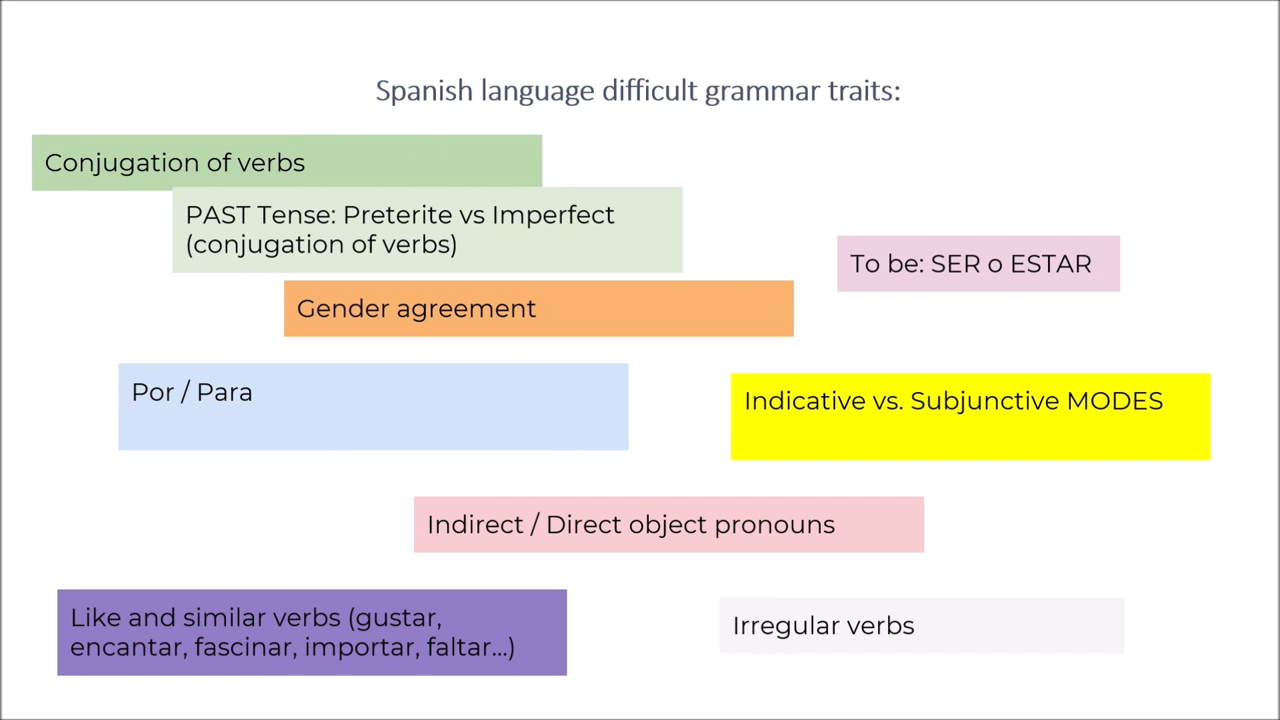 Spanish language difficult grammar traits:
Conjugation of verbs
PAST Tense: Preterite vs Imperfect
(conjugation of verbs)
To be: SER o ESTAR
Gender agreement
Por / Para
Indicative vs. Subjunctive MODES
Indirect / Direct object pronouns
Like and similar verbs (gustar,
encantar, fascinar, importar, faltar...)
Irregular verbs